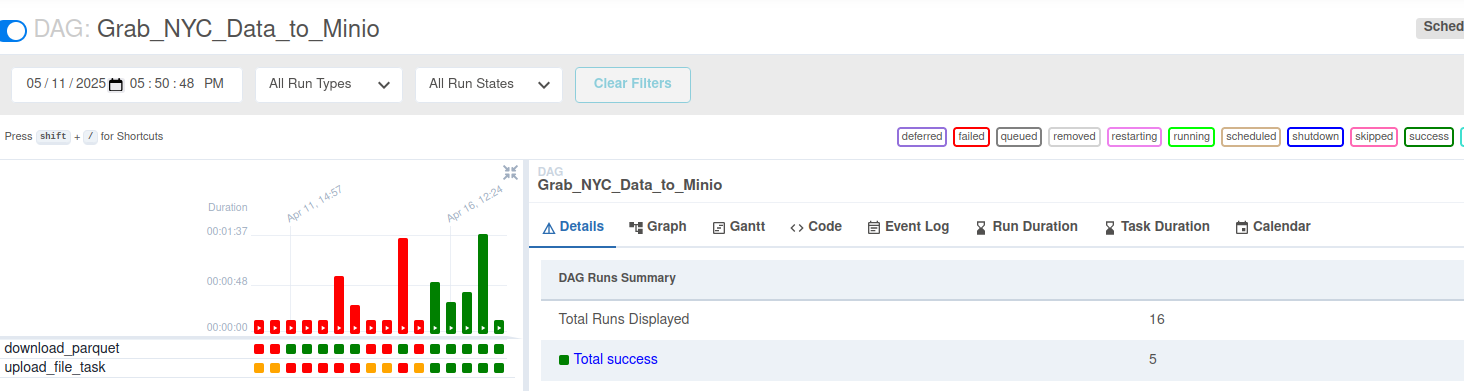 DAG: Grab_NYC_Data_to_Minio
Sched
05 / 11 / 2025 05 : 50 : 48 PM
All Run Types
All Run States
Clear Filters
Press shift + / for Shortcuts
deferred failed queued removed restarting running scheduled shutdown skipped success
Apr 11, 14:57
Apr 16, 12:24
Duration
00:01:37
00:00:48
00:00:00
download_parquet
upload_file_task
DAG
Grab_NYC_Data_to_Minio
Details Graph Gantt <> Code Event Log Run Duration Task Duration Calendar
DAG Runs Summary
Total Runs Displayed 16
Total success 5